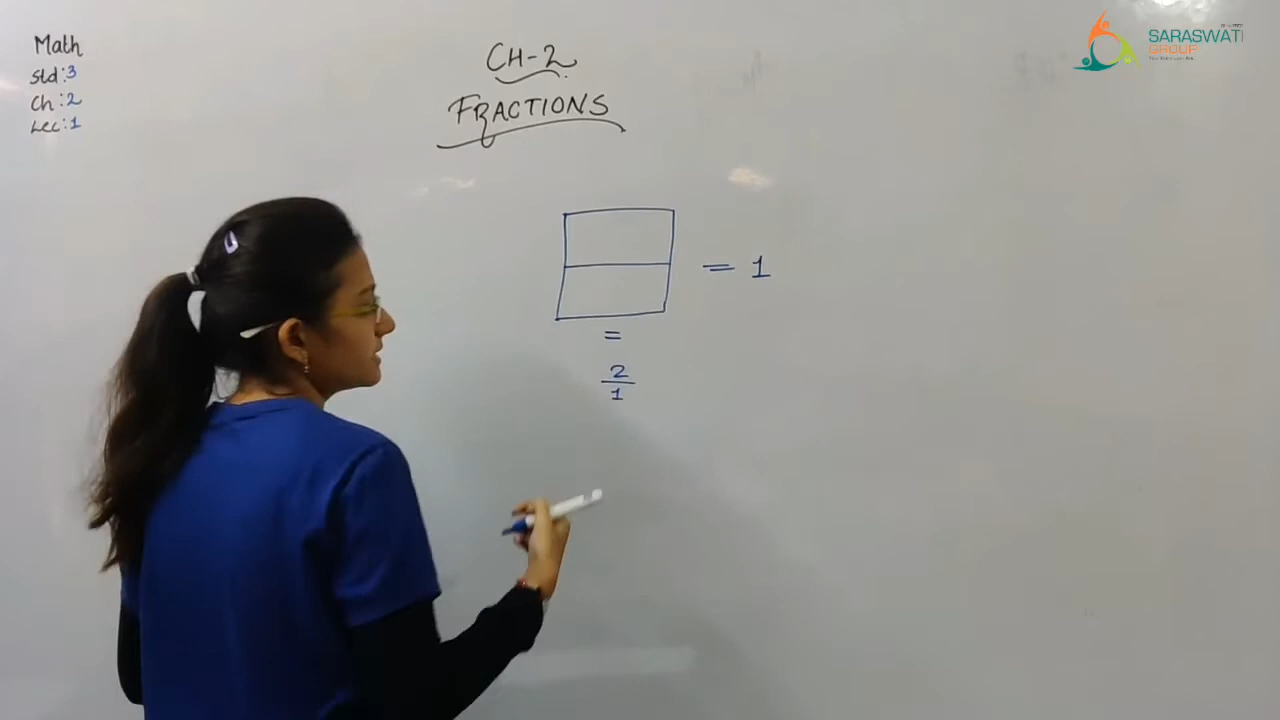 Math
Std:3
Ch:2
Lec:1
CH-2
FRACTIONS
= 1
=
2
1
SARASWATI
GROUP